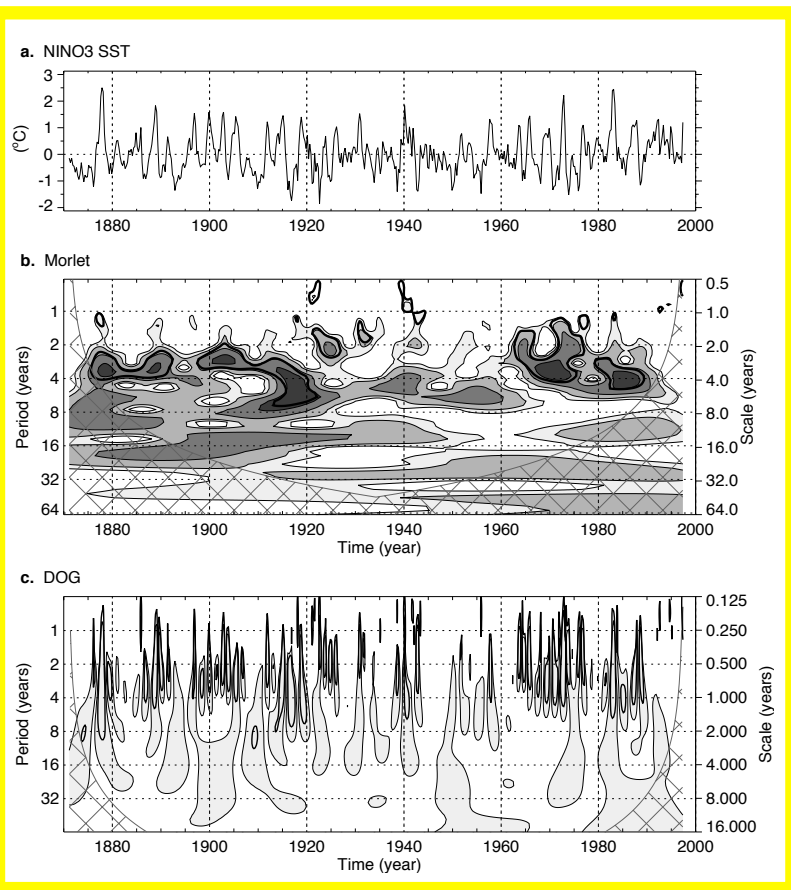 a. NINO3 SST
3
2
1
0
-1
-2
(°C)
1880 1900 1920 1940 1960 1980 2000
b. Morlet
1
2
4
8
16
32
64
Period (years)
0.5
1.0
2.0
4.0
8.0
16.0
32.0
64.0
Scale (years)
1880 1900 1920 1940 1960 1980 2000
Time (year)
c. DOG
1
2
4
8
16
32
Period (years)
0.125
0.250
0.500
1.000
2.000
4.000
8.000
16.000
Scale (years)
1880 1900 1920 1940 1960 1980 2000
Time (year)